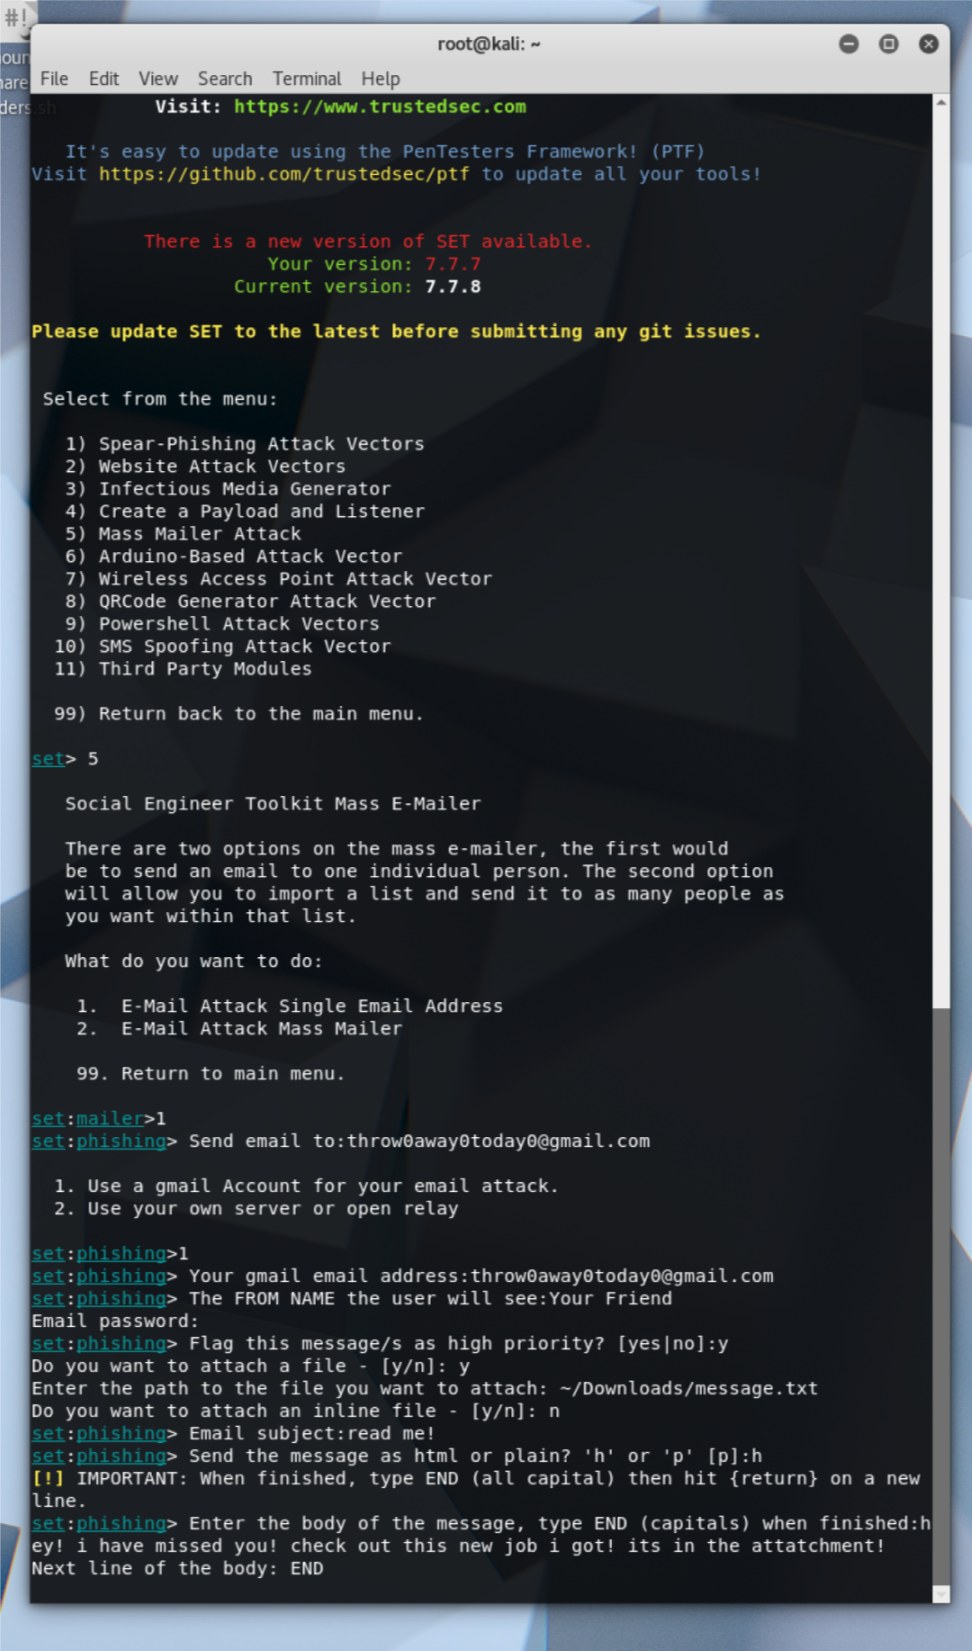 #!
root@kali: ~
File Edit View Search Terminal Help
ders.sh
Visit: https://www.trustedsec.com
It's easy to update using the PenTesters Framework! (PTF)
Visit https://github.com/trustedsec/ptf to update all your tools!
There is a new version of SET available.
Your version: 7.7.7
Current version: 7.7.8
Please update SET to the latest before submitting any git issues.
Select from the menu:
1) Spear-Phishing Attack Vectors
2) Website Attack Vectors
3) Infectious Media Generator
4) Create a Payload and Listener
5) Mass Mailer Attack
6) Arduino-Based Attack Vector
7) Wireless Access Point Attack Vector
8) QRCode Generator Attack Vector
9) Powershell Attack Vectors
10) SMS Spoofing Attack Vector
11) Third Party Modules
99) Return back to the main menu.
set> 5
Social Engineer Toolkit Mass E-Mailer
There are two options on the mass e-mailer, the first would
be to send an email to one individual person. The second option
will allow you to import a list and send it to as many people as
you want within that list.
What do you want to do:
1. E-Mail Attack Single Email Address
2. E-Mail Attack Mass Mailer
99. Return to main menu.
set:mailer>1
set:phishing> Send email to:throw0away0today0@gmail.com
1. Use a gmail Account for your email attack.
2. Use your own server or open relay
set:phishing>1
set:phishing> Your gmail email address:throw0away0today0@gmail.com
set:phishing> The FROM NAME the user will see:Your Friend
Email password:
set:phishing> Flag this message/s as high priority? [yes|no]:y
Do you want to attach a file - [y/n]: y
Enter the path to the file you want to attach: ~/Downloads/message.txt
Do you want to attach an inline file - [y/n]: n
set:phishing> Email subject:read me!
set:phishing> Send the message as html or plain? 'h' or 'p' [p]:h
[!] IMPORTANT: When finished, type END (all capital) then hit {return} on a new
line.
set:phishing> Enter the body of the message, type END (capitals) when finished:h
ey! i have missed you! check out this new job i got! its in the attatchment!
Next line of the body: END